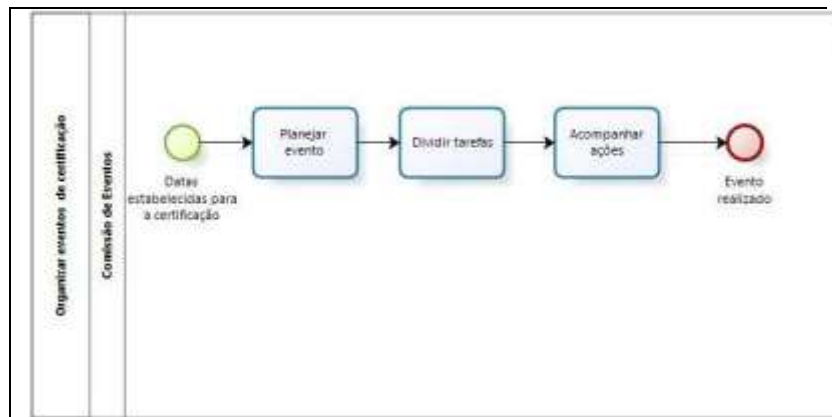 Organizar eventos de certificação
Comissão de Eventos
Datas
estabelecidas para
a certificação
Planejar
evento
Dividir tarefas
Acompanhar
ações
Evento
realizado